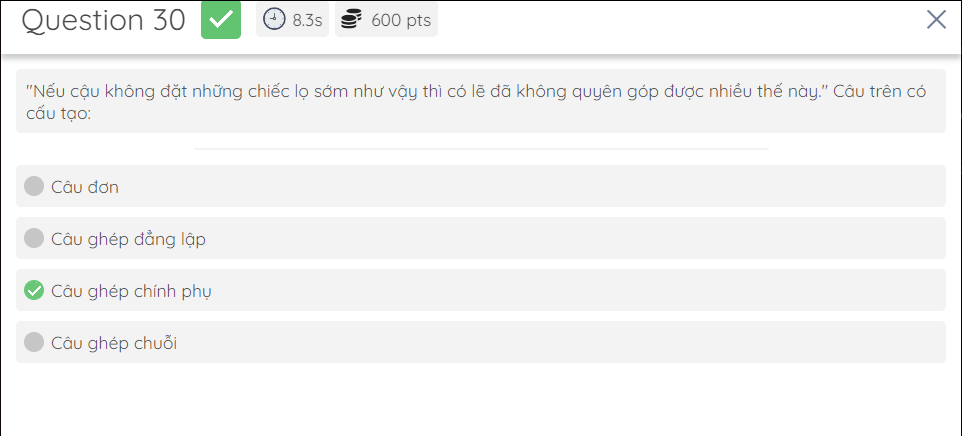 Question 30
8.3s
600 pts
"Nếu cậu không đặt những chiếc lọ sớm như vậy thì có lẽ đã không quyên góp được nhiều thế này." Câu trên có
cấu tạo:
Câu đơn
Câu ghép đẳng lập
Câu ghép chính phụ
Câu ghép chuỗi